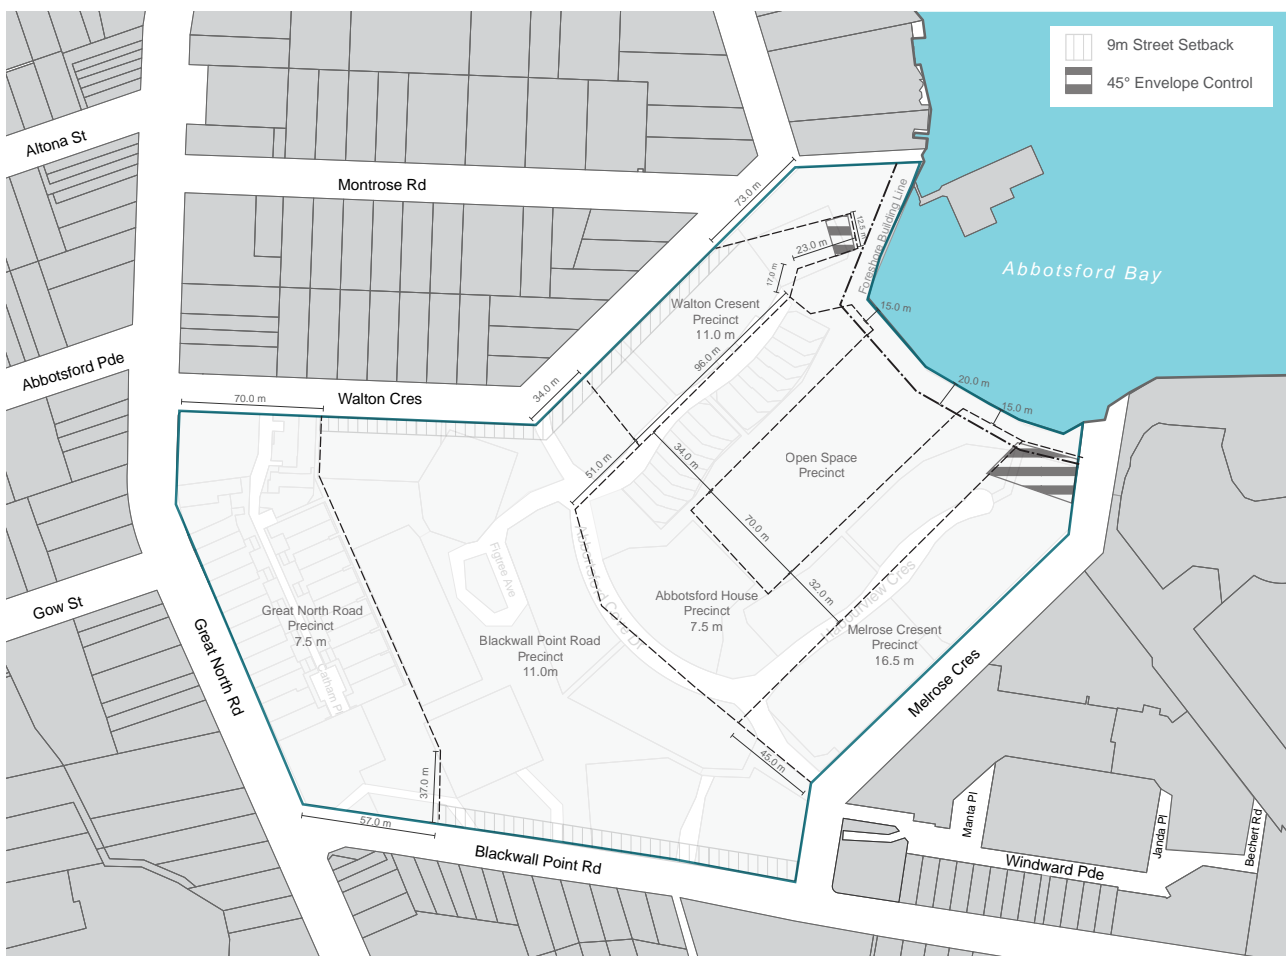 9m Street Setback
45° Envelope Control
Altona St
Montrose Rd
73.0 m
12.5 m
23.0 m
17.0 m
Foreshore Building Line
Abbotsford Bay
Walton Cresent
Precinct
11.0 m
15.0 m
96.0 m
Abbotsford Pde
34.0 m
20.0 m
15.0 m
70.0 m
Walton Cres
51.0 m
34.0 m
Open Space
Precinct
70.0 m
Figtree Ave
Abbotsford Cove Dr
32.0 m
Gow St
Great North Road
Precinct
7.5 m
Abbotsford House
Precinct
7.5 m
Blackwall Point Road
Precinct
11.0m
Melrose Cresent
Precinct
16.5 m
Great North Rd
Melrose Cres
45.0 m
37.0 m
57.0 m
Blackwall Point Rd
Manta Pl
Janda Pl
Bechert Rd
Windward Pde